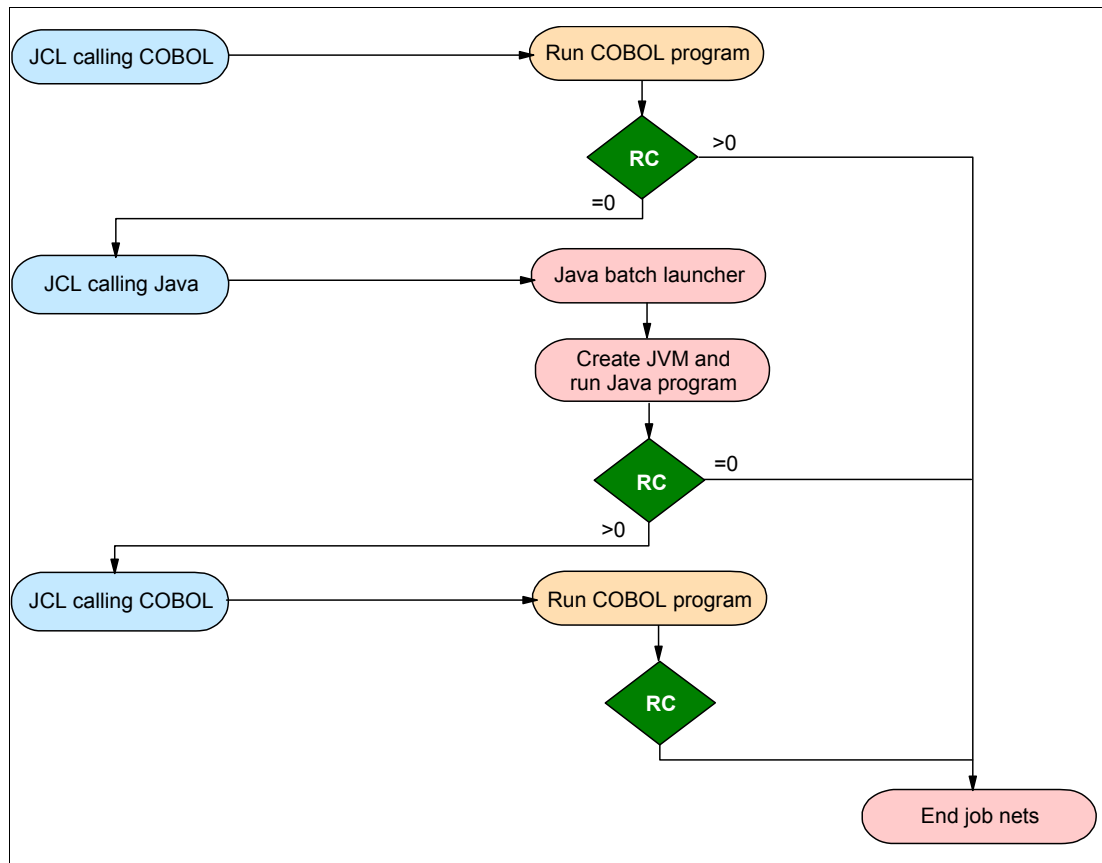 JCL calling COBOL
Run COBOL program
RC
>0
=0
JCL calling Java
Java batch launcher
Create JVM and
run Java program
RC
=0
>0
JCL calling COBOL
Run COBOL program
RC
End job nets